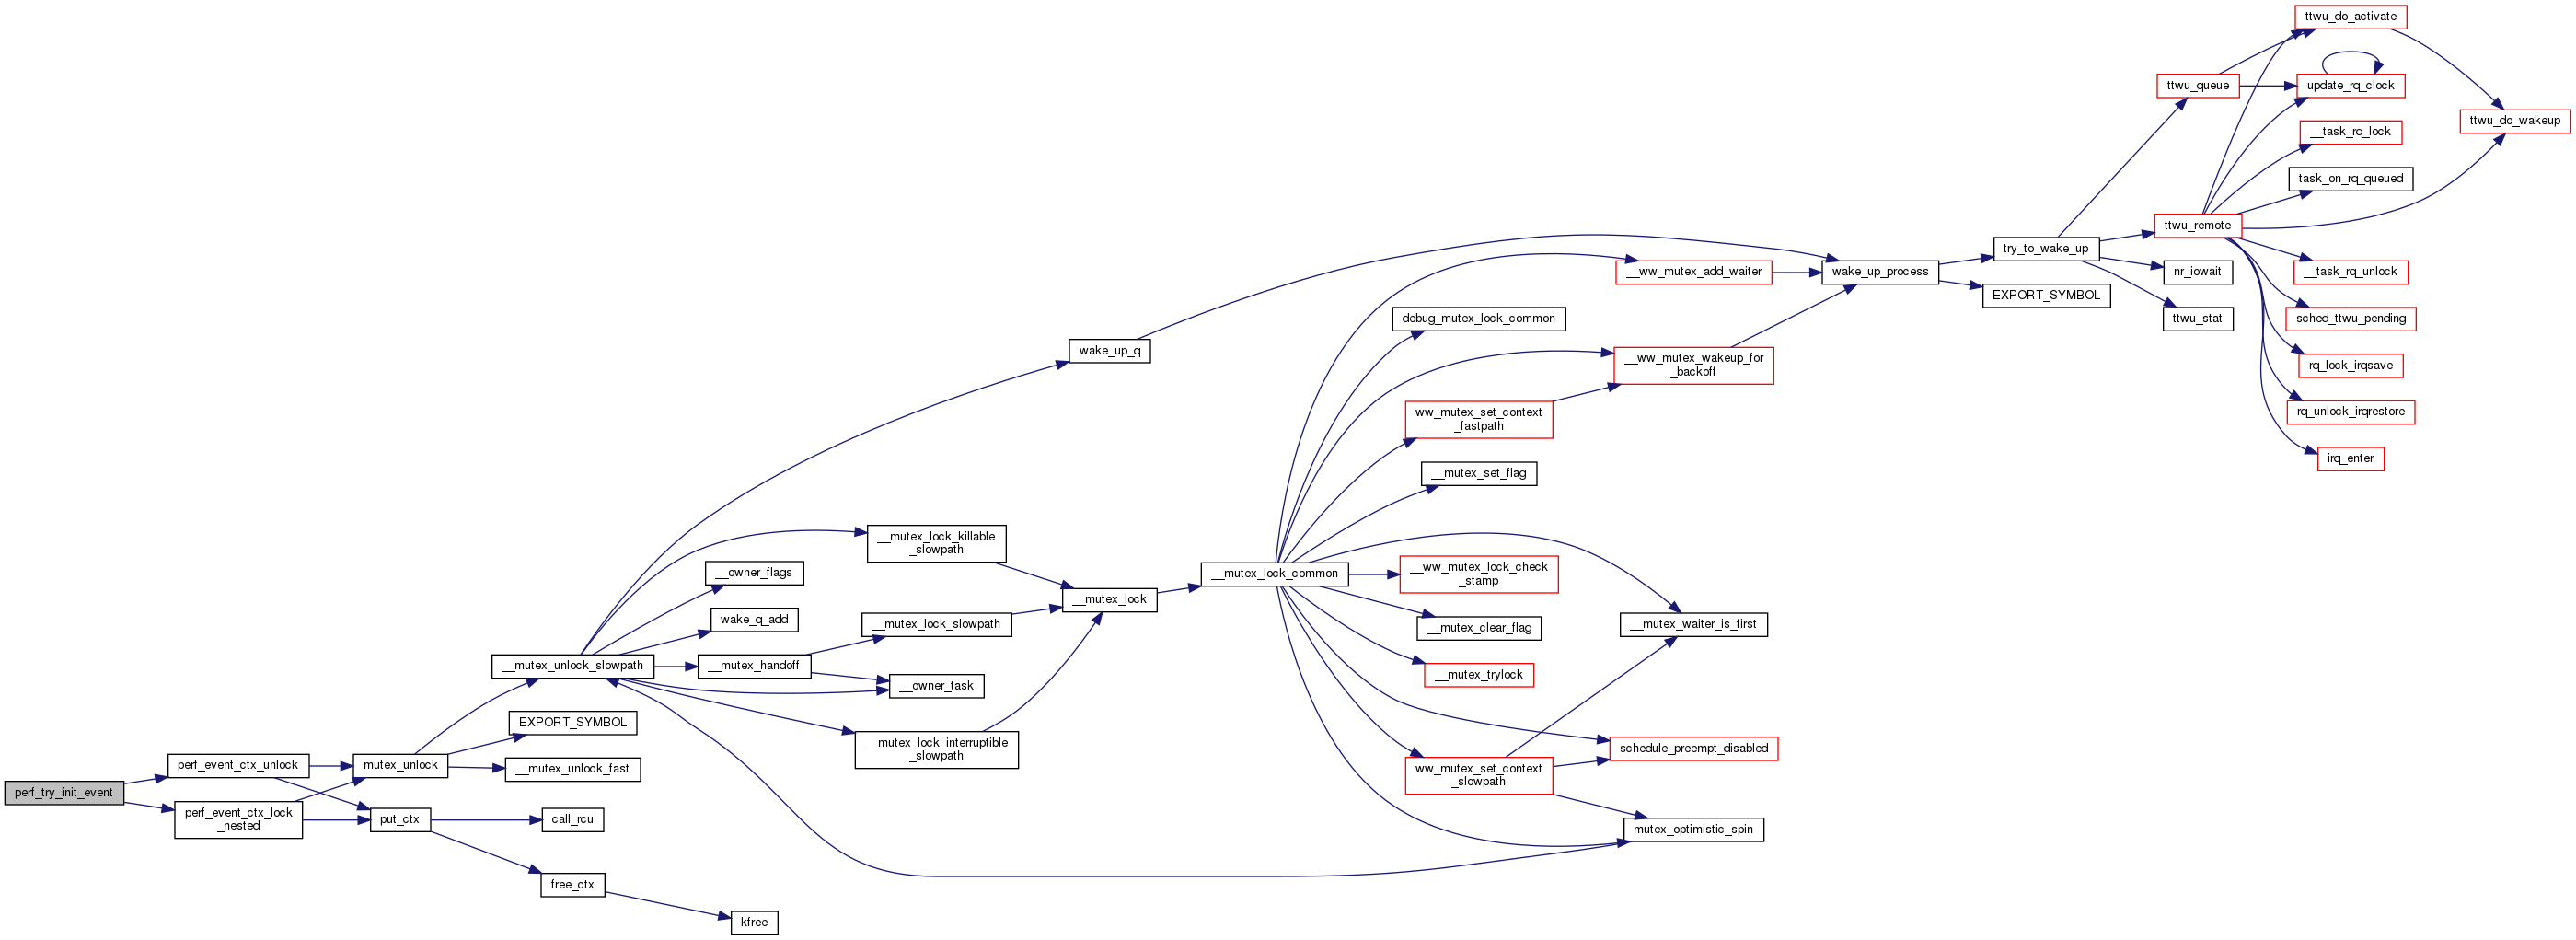 perf_try_init_event
perf_event_ctx_unlock
perf_event_ctx_lock
_nested
mutex_unlock
put_ctx
__mutex_unlock_slowpath
EXPORT_SYMBOL
__mutex_unlock_fast
call_rcu
free_ctx
kfree
__owner_flags
wake_q_add
__mutex_handoff
__mutex_lock_killable
_slowpath
__mutex_lock_slowpath
__owner_task
__mutex_lock_interruptible
_slowpath
wake_up_q
__mutex_lock
__mutex_lock_common
debug_mutex_lock_common
ww_mutex_set_context
_fastpath
__mutex_set_flag
__ww_mutex_lock_check
_stamp
__mutex_clear_flag
__mutex_trylock
ww_mutex_set_context
_slowpath
__ww_mutex_add_waiter
__ww_mutex_wakeup_for
_backoff
__mutex_waiter_is_first
schedule_preempt_disabled
mutex_optimistic_spin
wake_up_process
try_to_wake_up
EXPORT_SYMBOL
ttwu_queue
ttwu_remote
nr_iowait
ttwu_stat
ttwu_do_activate
update_rq_clock
__task_rq_lock
task_on_rq_queued
__task_rq_unlock
sched_ttwu_pending
rq_lock_irqsave
rq_unlock_irqrestore
irq_enter
ttwu_do_wakeup